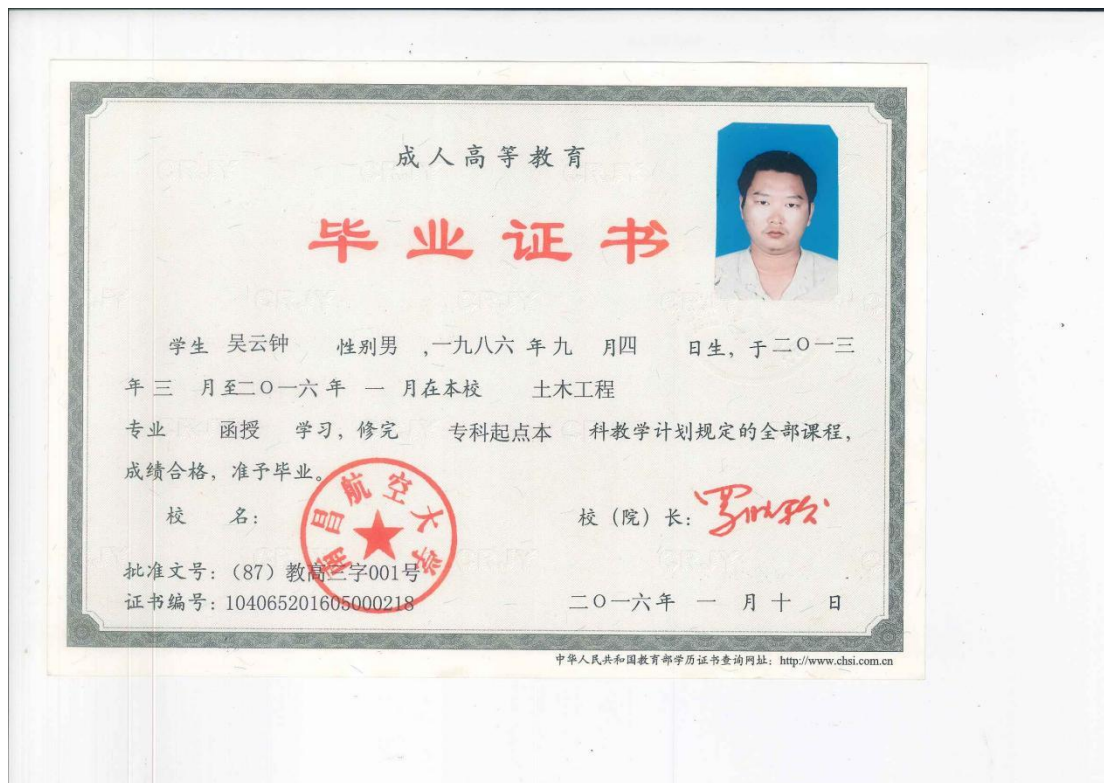 成人高等教育
毕业证书
学生 吴云钟 性别男 ,一九八六 年九 月四 日生, 于二〇一三
年三 月至二〇一六年 一 月在本校 土木工程
专业 函授 学习, 修完 专科起点本 科教学计划规定的全部课程,
成绩合格, 准予毕业。
校 名: 南昌航空大学
校 (院) 长:
批准文号: (87) 教高三字001号
证书编号: 104065201605000218
二〇一六年 一 月 十 日
中华人民共和国教育部学历证书查询网址: http://www.chsi.com.cn